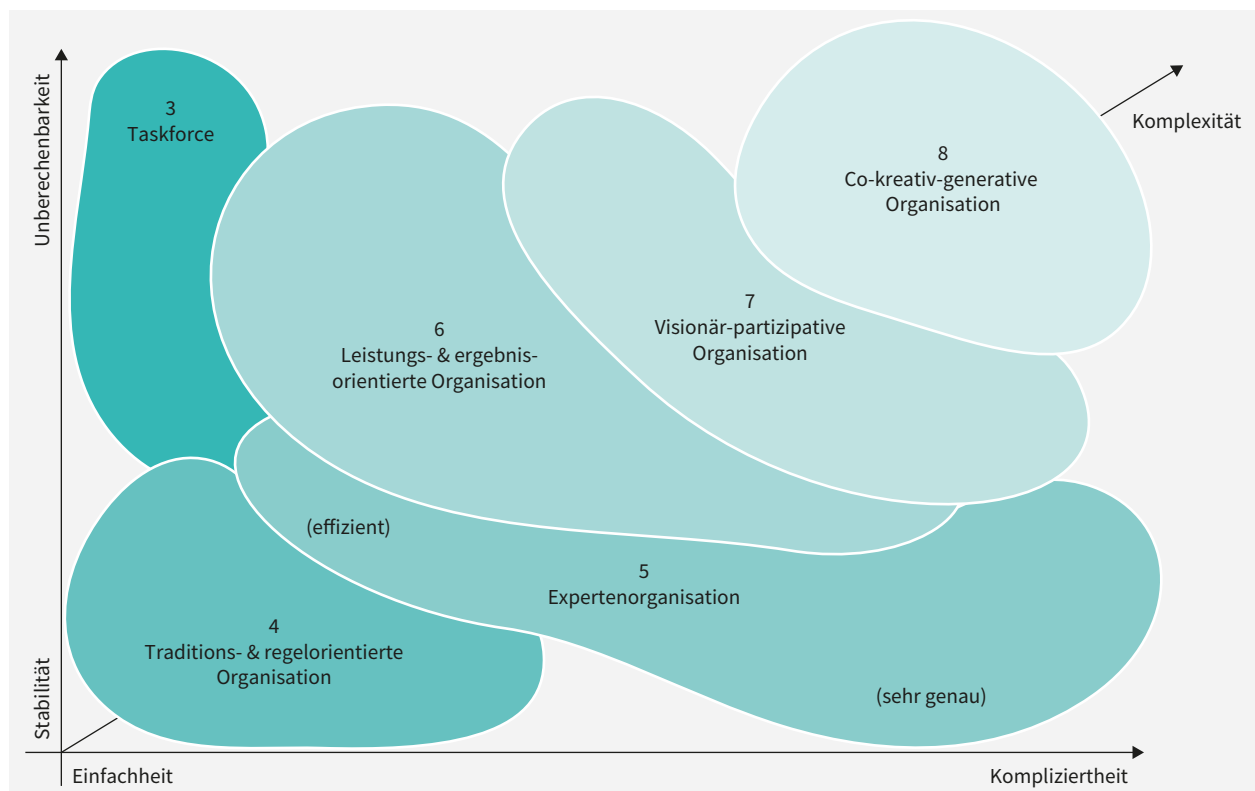 Unberechenbarkeit
3
Taskforce
Komplexität
8
Co-kreativ-generative
Organisation
7
Visionär-partizipative
Organisation
6
Leistungs- & ergebnis-
orientierte Organisation
(effizient)
5
Expertenorganisation
4
Traditions- & regelorientierte
Organisation
(sehr genau)
Stabilität
Einfachheit
Kompliziertheit